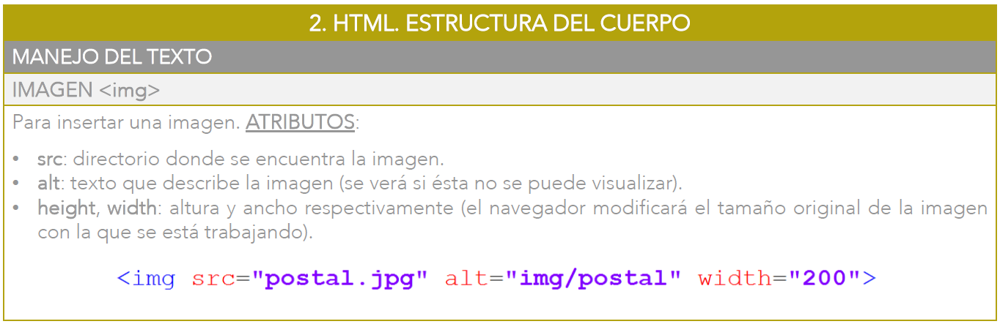 2. HTML. ESTRUCTURA DEL CUERPO
MANEJO DEL TEXTO
IMAGEN <img>
Para insertar una imagen. ATRIBUTOS:
• src: directorio donde se encuentra la imagen.
• alt: texto que describe la imagen (se verá si ésta no se puede visualizar).
• height, width: altura y ancho respectivamente (el navegador modificará el tamaño original de la imagen
con la que se está trabajando).
<img src="postal.jpg" alt="img/postal" width="200">